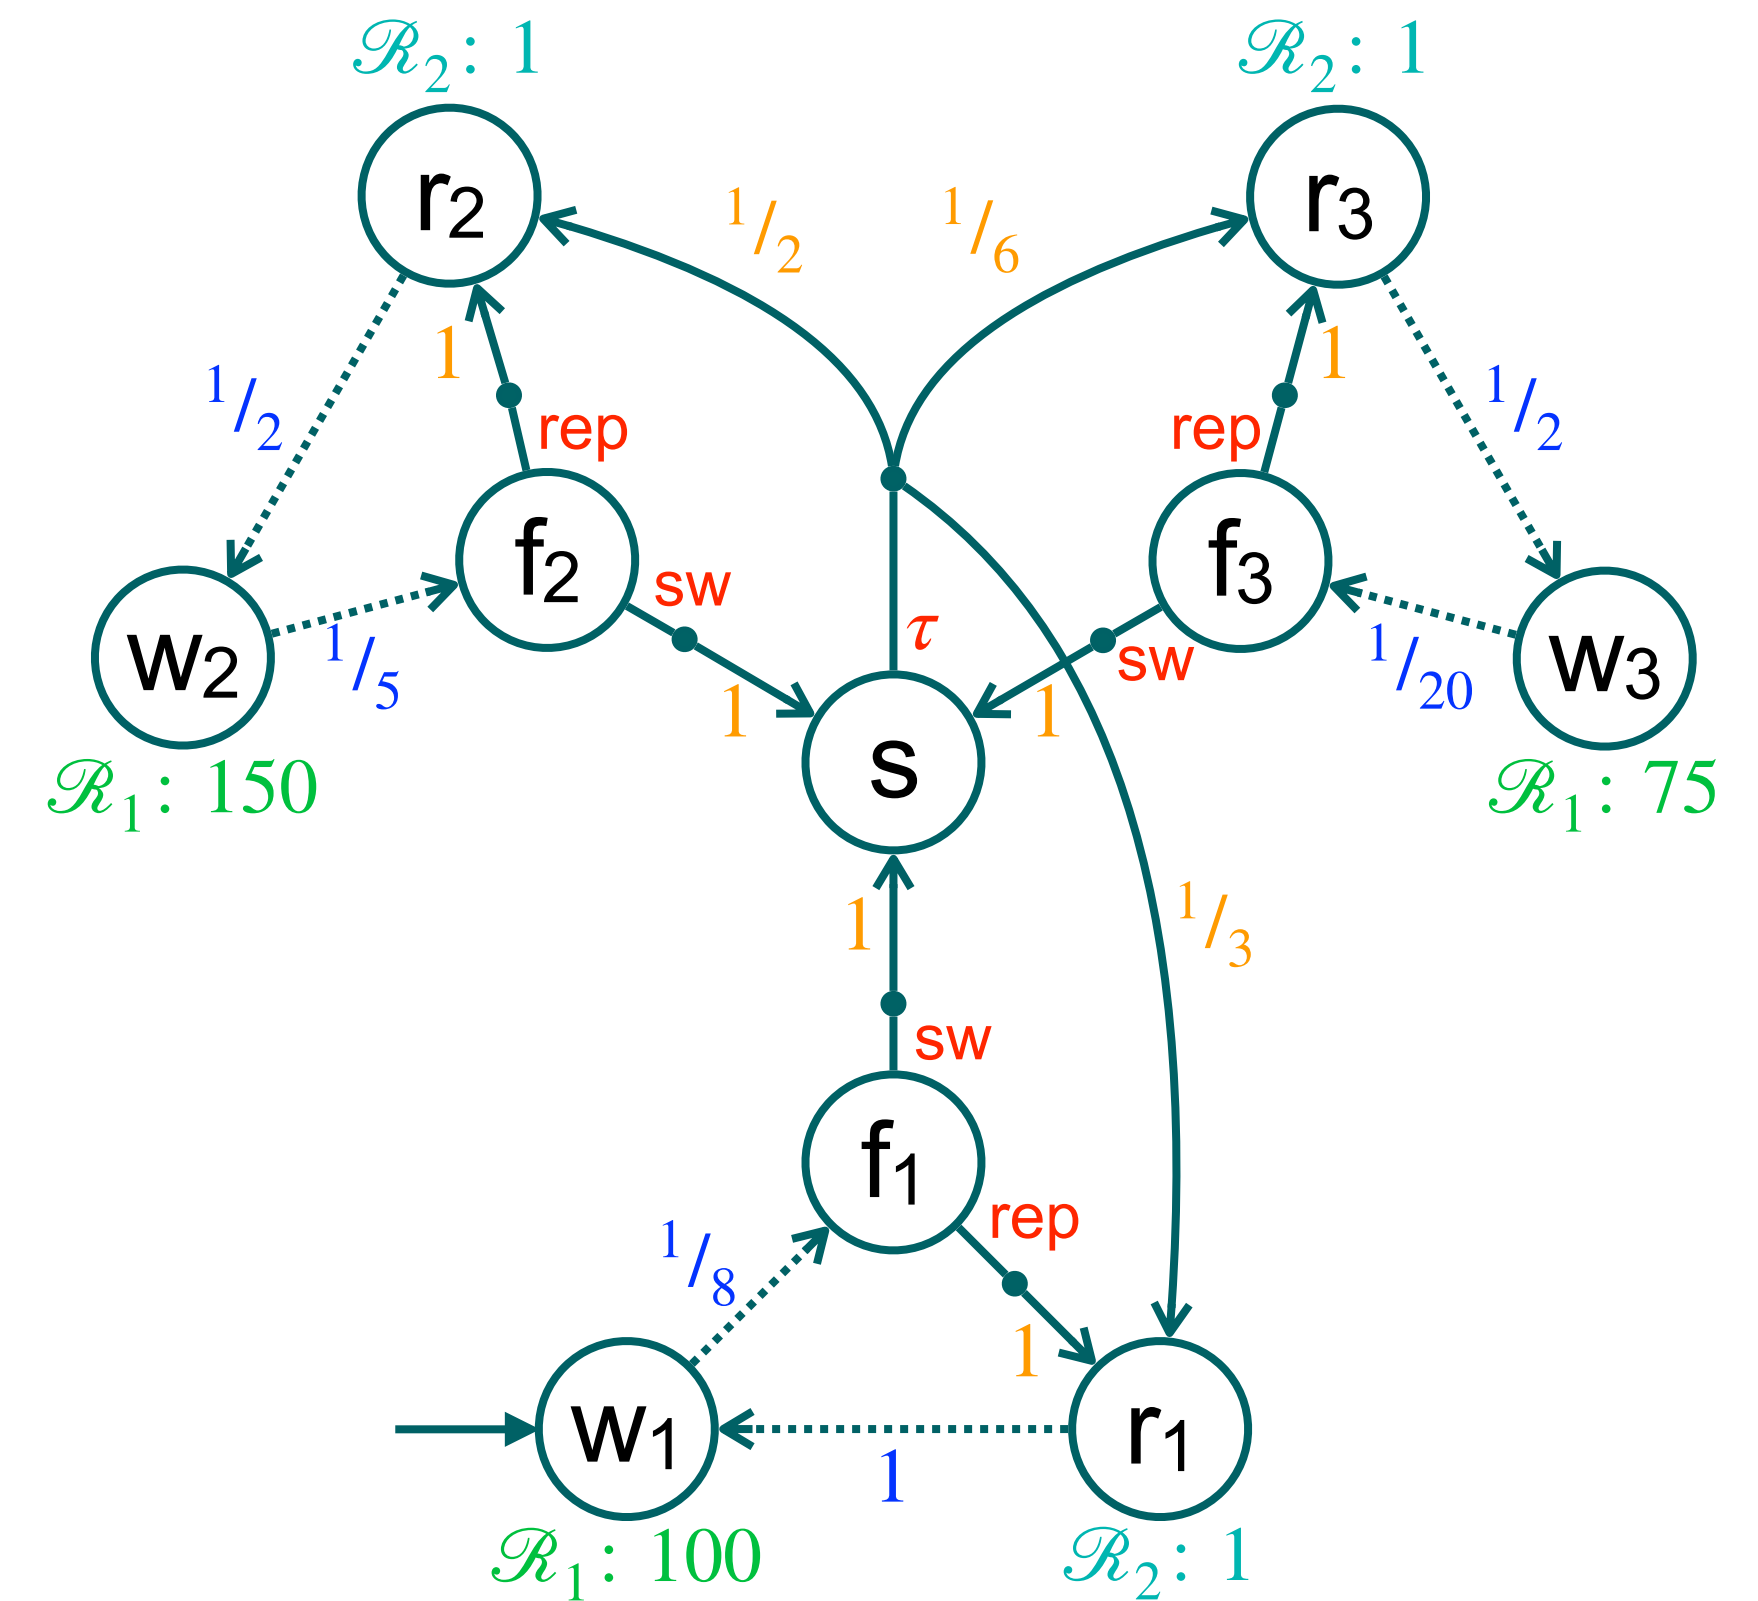 ℛ₂: 1
ℛ₂: 1
r₂
r₃
¹/₂
¹/₆
1
1
¹/₂
rep
rep
¹/₂
f₂
f₃
sw
τ
sw
w₂
¹/₅
¹/₂₀
w₃
1
1
ℛ₁: 150
s
ℛ₁: 75
1
¹/₃
sw
f₁
rep
¹/₈
1
w₁
r₁
1
ℛ₁: 100
ℛ₂: 1